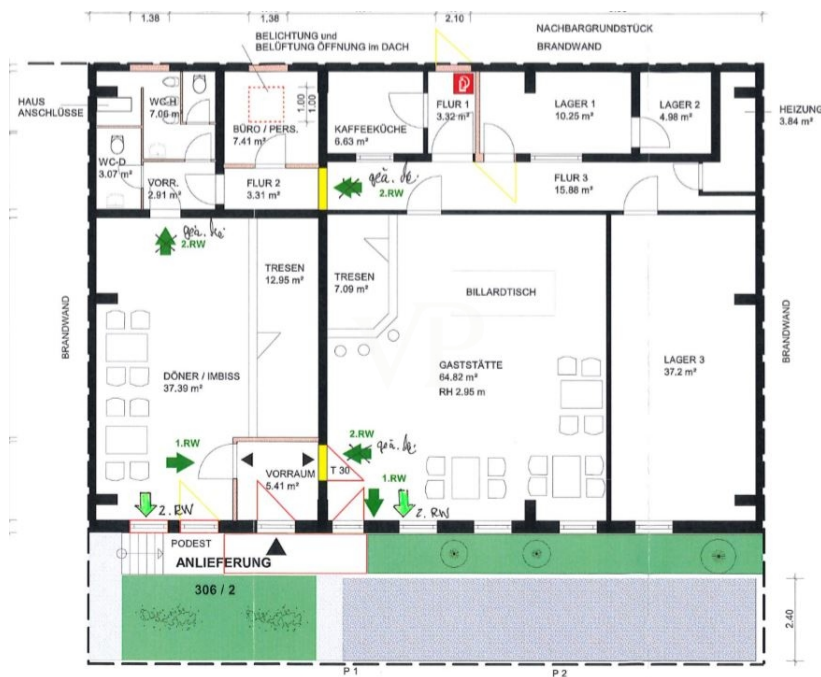 1.38
1.38
2.10
BELICHTUNG und
BELÜFTUNG ÖFFNUNG im DACH
NACHBARGRUNDSTÜCK
BRANDWAND
HAUS
ANSCHLÜSSE
WC-H
7.06 m²
1.00
1.00
BÜRO / PERS.
7.41 m²
KAFFEEKÜCHE
6.63 m²
FLUR 1
3.32 m²
LAGER 1
10.25 m²
LAGER 2
4.98 m²
HEIZUNG
3.84 m²
WC-D
3.07 m²
VORR.
2.91 m²
FLUR 2
3.31 m²
2.RW
FLUR 3
15.88 m²
2.RW
TRESEN
12.95 m²
TRESEN
7.09 m²
BILLARDTISCH
VP
BRANDWAND
BRANDWAND
DÖNER / IMBISS
37.39 m²
GASTSTÄTTE
64.82 m²
RH 2.95 m
LAGER 3
37.2 m²
1.RW
2.RW
VORRAUM
5.41 m²
T 30
1.RW
2. RW
2. RW
PODEST
ANLIEFERUNG
306 / 2
2.40
P 1
P 2